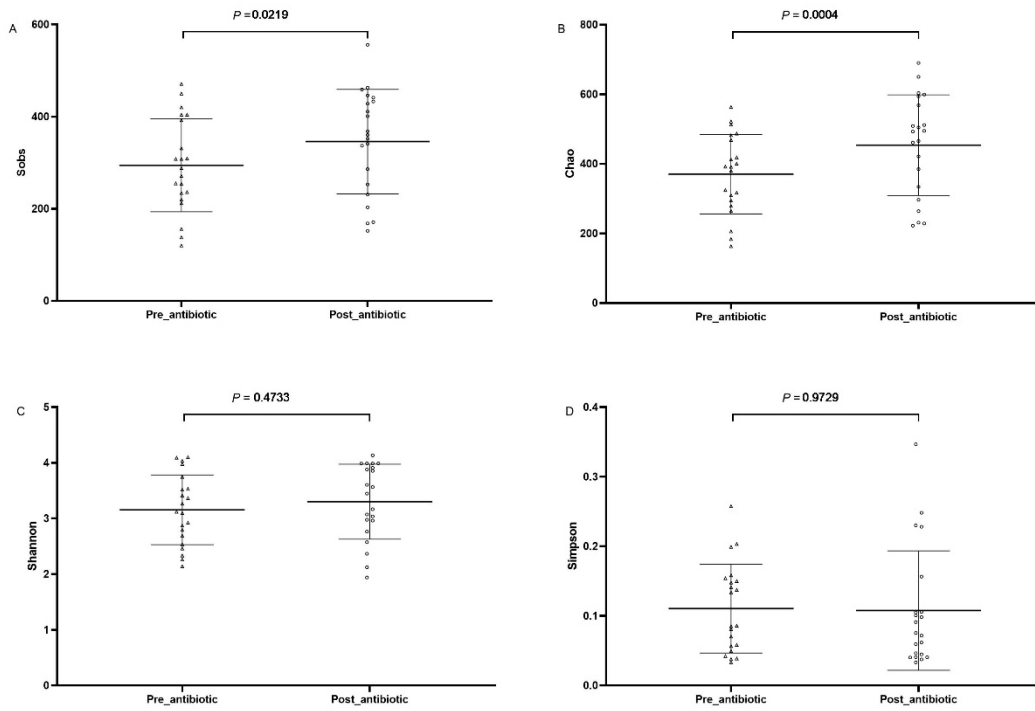 A
P = 0.0219
600
400
200
0
Sobs
Pre_antibiotic
Post_antibiotic
B
P = 0.0004
800
600
400
200
0
Chao
Pre_antibiotic
Post_antibiotic
C
P = 0.4733
5
4
3
2
1
0
Shannon
Pre_antibiotic
Post_antibiotic
D
P = 0.9729
0.4
0.3
0.2
0.1
0.0
Simpson
Pre_antibiotic
Post_antibiotic